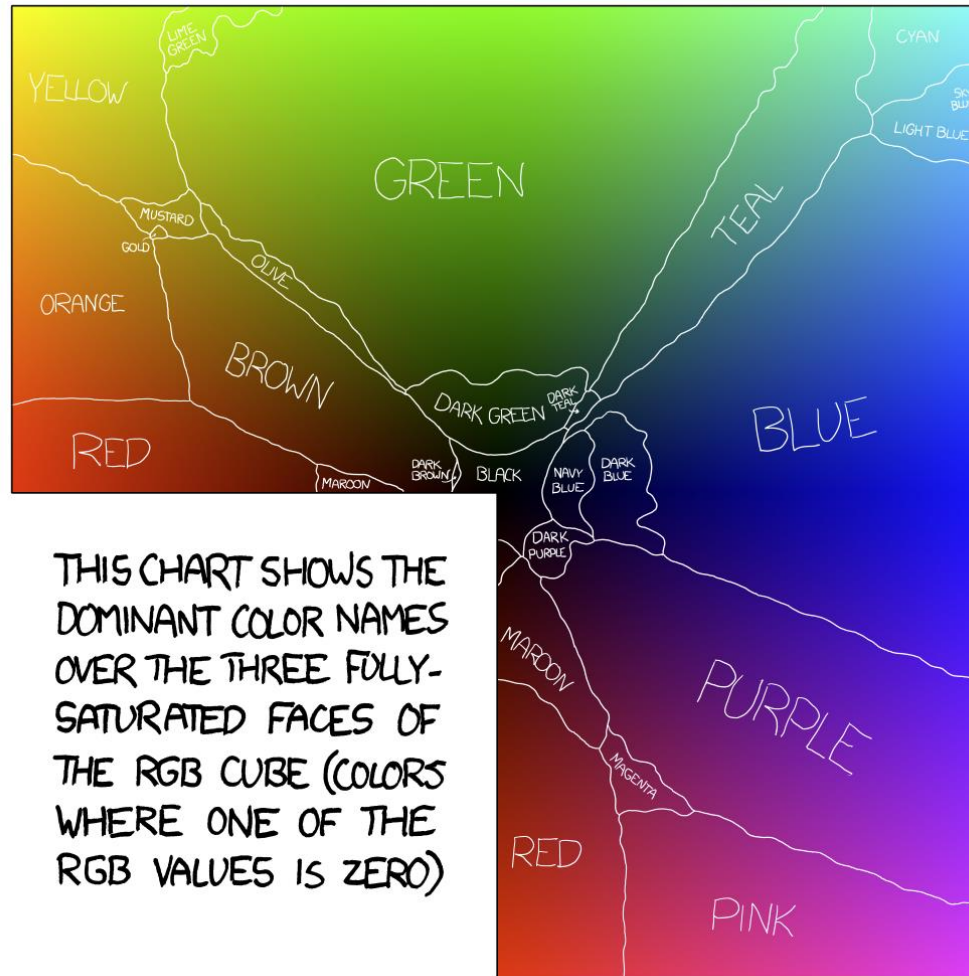 LIME
GREEN
CYAN
YELLOW
SKY
BLUE
LIGHT BLUE
GREEN
TEAL
MUSTARD
GOLD
OLIVE
ORANGE
BROWN
DARK GREEN
DARK
TEAL
BLUE
RED
DARK
BROWN
BLACK
NAVY
BLUE
DARK
BLUE
MAROON
DARK
PURPLE
THIS CHART SHOWS THE
DOMINANT COLOR NAMES
OVER THE THREE FULLY-
SATURATED FACES OF
THE RGB CUBE (COLORS
WHERE ONE OF THE
RGB VALUES IS ZERO)
MAROON
PURPLE
MAGENTA
RED
PINK